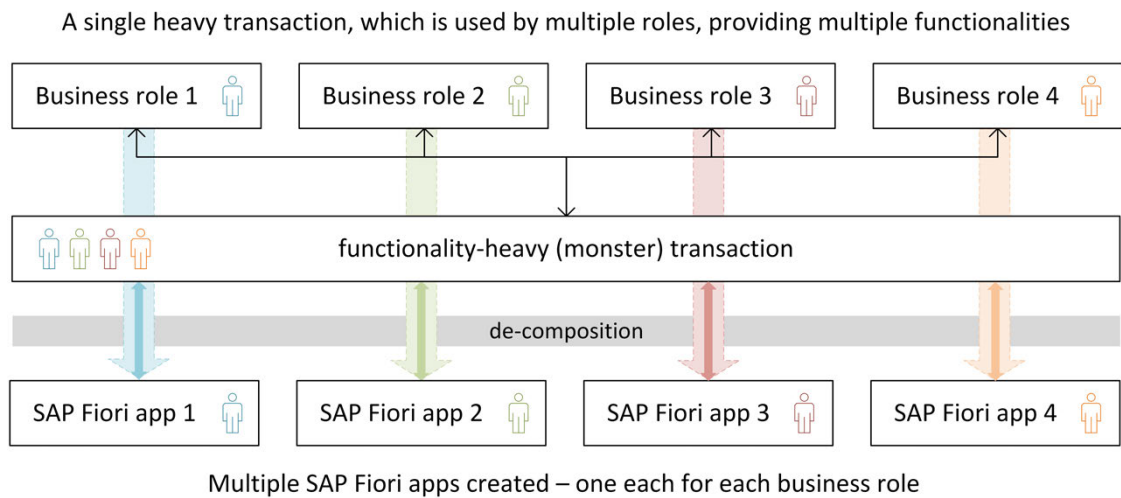 A single heavy transaction, which is used by multiple roles, providing multiple functionalities
Business role 1
Business role 2
Business role 3
Business role 4
functionality-heavy (monster) transaction
de-composition
SAP Fiori app 1
SAP Fiori app 2
SAP Fiori app 3
SAP Fiori app 4
Multiple SAP Fiori apps created – one each for each business role